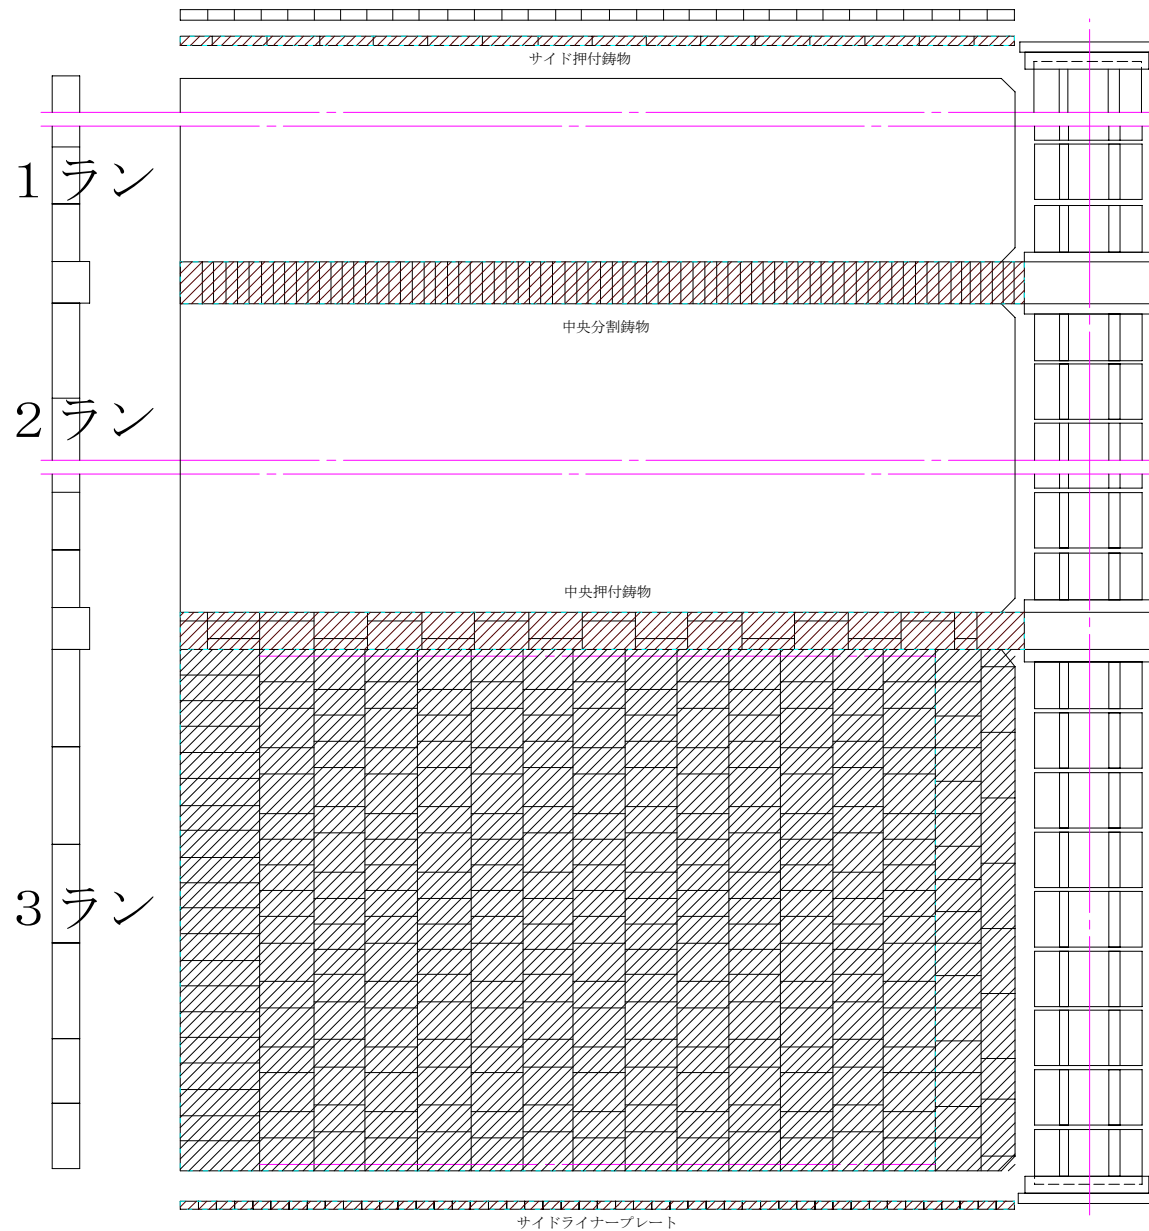 サイド押付鋳物
１ラン
中央分割鋳物
２ラン
中央押付鋳物
３ラン
サイドライナープレート